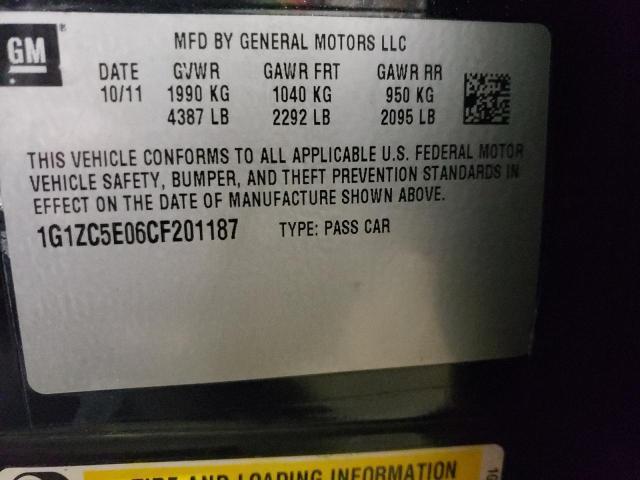 GM
MFD BY GENERAL MOTORS LLC
DATE GVWR GAWR FRT GAWR RR
10/11 1990 KG 1040 KG 950 KG
4387 LB 2292 LB 2095 LB
THIS VEHICLE CONFORMS TO ALL APPLICABLE U.S. FEDERAL MOTOR
VEHICLE SAFETY, BUMPER, AND THEFT PREVENTION STANDARDS IN
EFFECT ON THE DATE OF MANUFACTURE SHOWN ABOVE.
1G1ZC5E06CF201187 TYPE: PASS CAR
TIRE AND LOADING INFORMATION